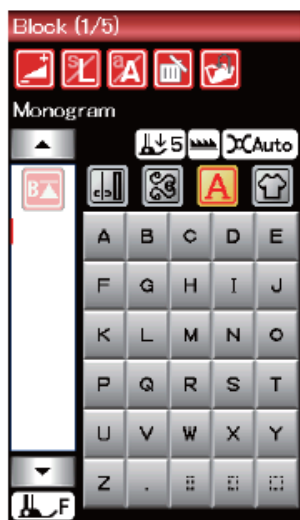 Block (1/5)
S L a A
Monogram
5 Auto
B A
A B C D E
F G H I J
K L M N O
P Q R S T
U V W X Y
Z .
F